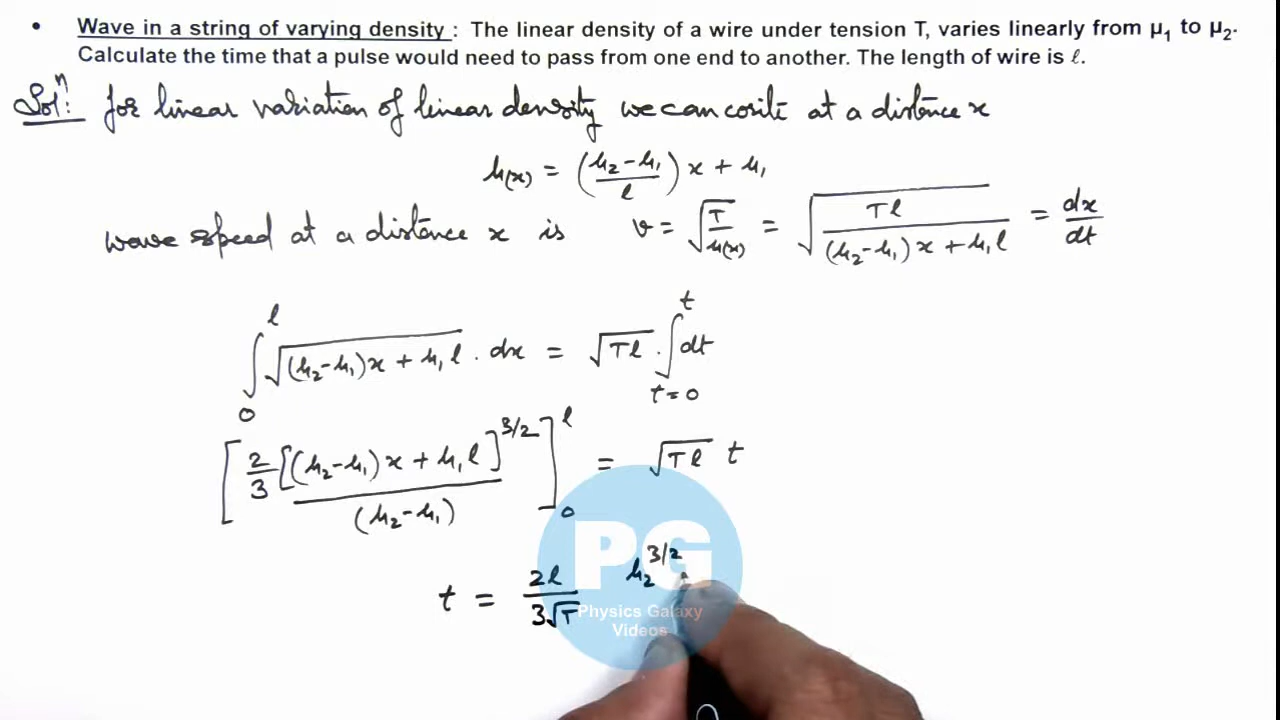 • Wave in a string of varying density : The linear density of a wire under tension T, varies linearly from μ₁ to μ₂.
Calculate the time that a pulse would need to pass from one end to another. The length of wire is ℓ.
Solⁿ: for linear variation of linear density we can write at a distance x
μ(x) = ((μ₂-μ₁)/l) x + μ₁
wave speed at a distance x is v = √(T/μ(x)) = √(Tl/((μ₂-μ₁)x + μ₁l)) = dx/dt
∫₀ˡ √((μ₂-μ₁)x + μ₁l) · dx = √(Tl) · ∫_{t=0}^{t} dt
[2/3 [(μ₂-μ₁)x + μ₁l]^{3/2}/(μ₂-μ₁)]₀ˡ = √(Tl) t
t = 2l/(3√T) μ₂^{3/2}
PG
Physics Galaxy
Videos